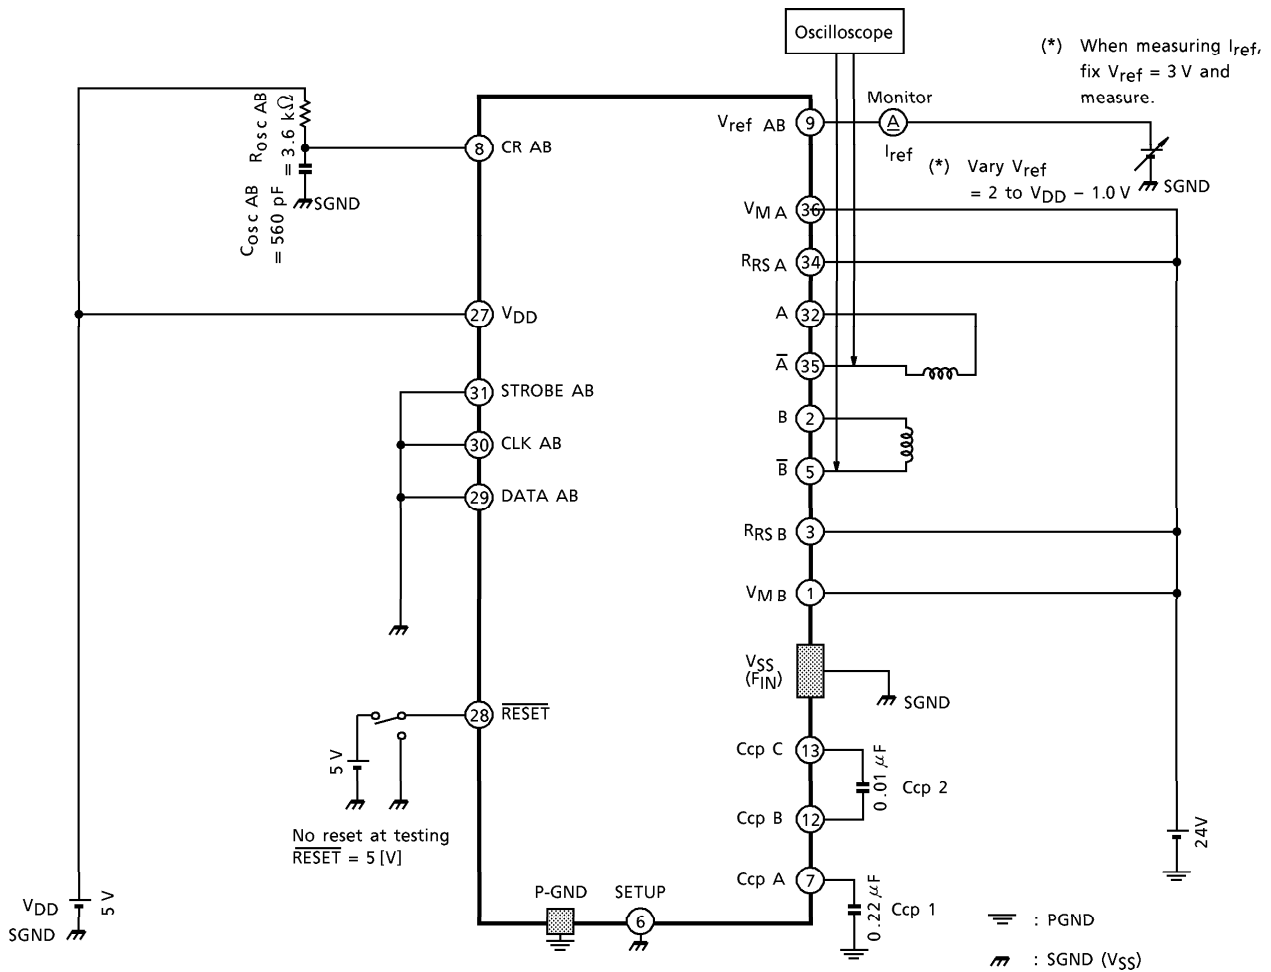 Oscilloscope
(*) When measuring Iref,
fix Vref = 3 V and
measure.
Monitor
A
Iref
(*) Vary Vref
= 2 to VDD − 1.0 V
SGND
Rosc AB
= 3.6 kΩ
Cosc AB
= 560 pF
SGND
8 CR AB
27 VDD
31 STROBE AB
30 CLK AB
29 DATA AB
28 RESET
5 V
No reset at testing
RESET = 5 [V]
VDD
5 V
SGND
P-GND
SETUP
6
Vref AB 9
VM A 36
RRS A 34
A 32
A 35
B 2
B 5
RRS B 3
VM B 1
VSS
(FIN)
SGND
Ccp C 13
0.01 μF
Ccp 2
Ccp B 12
Ccp A 7
0.22 μF
Ccp 1
24V
: PGND
: SGND (VSS)